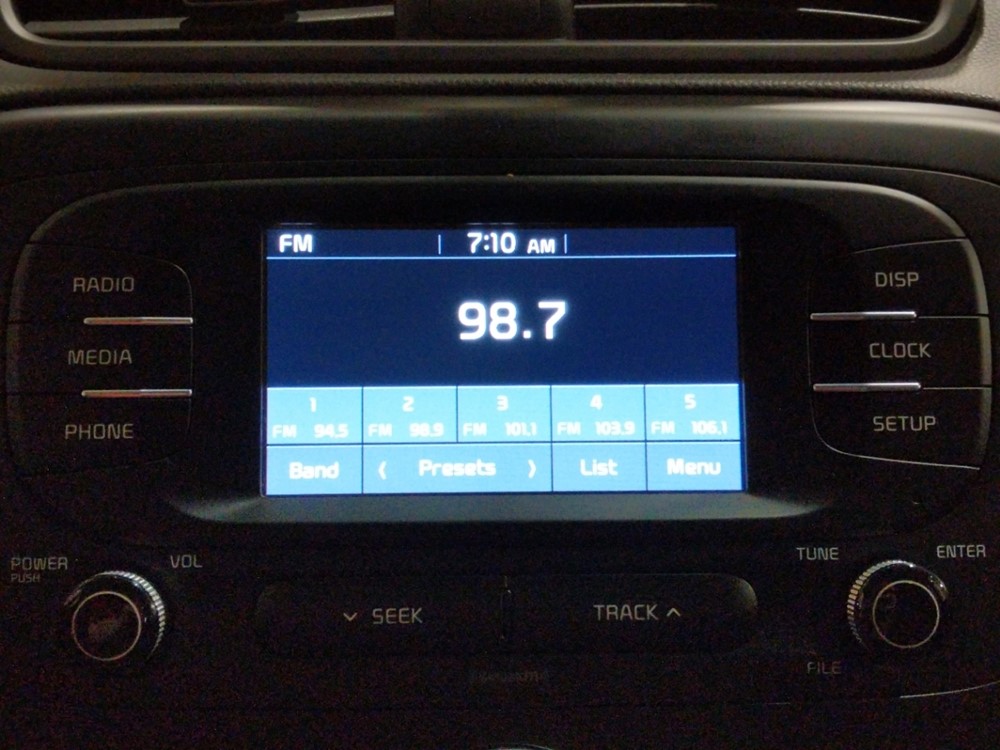 FM 7:10 AM
98.7
1 2 3 4 5
FM 94.5 FM 98.9 FM 101.1 FM 103.9 FM 106.1
Band ⟨ Presets ⟩ List Menu
RADIO
MEDIA
PHONE
DISP
CLOCK
SETUP
POWER
PUSH
VOL
SEEK
TRACK
TUNE
ENTER
FILE